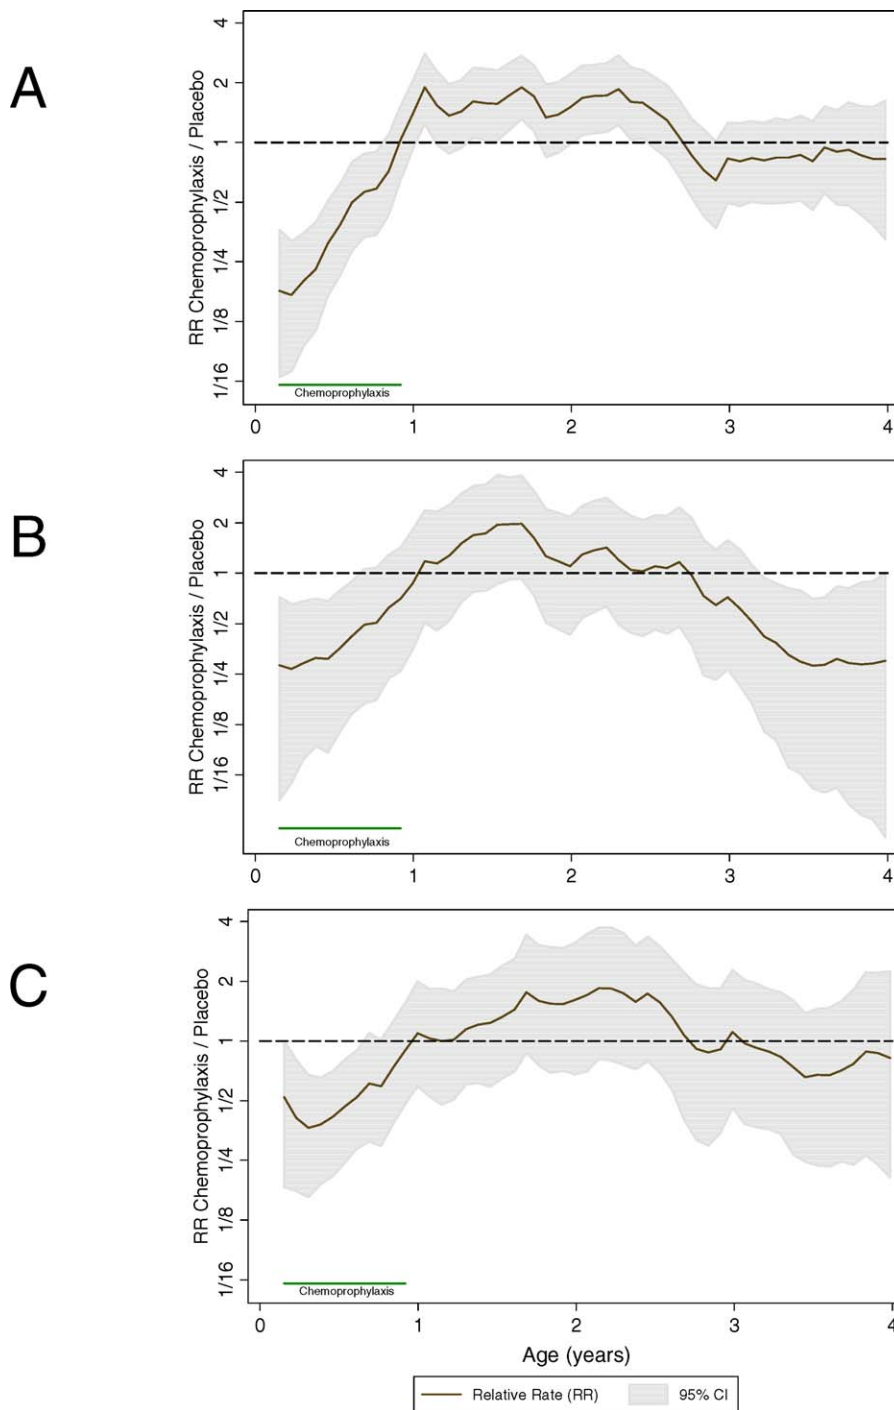 A
RR Chemoprophylaxis / Placebo
4
2
1
1/2
1/4
1/8
1/16
Chemoprophylaxis
0 1 2 3 4
B
RR Chemoprophylaxis / Placebo
4
2
1
1/2
1/4
1/8
1/16
Chemoprophylaxis
0 1 2 3 4
C
RR Chemoprophylaxis / Placebo
4
2
1
1/2
1/4
1/8
1/16
Chemoprophylaxis
0 1 2 3 4
Age (years)
Relative Rate (RR) 95% CI